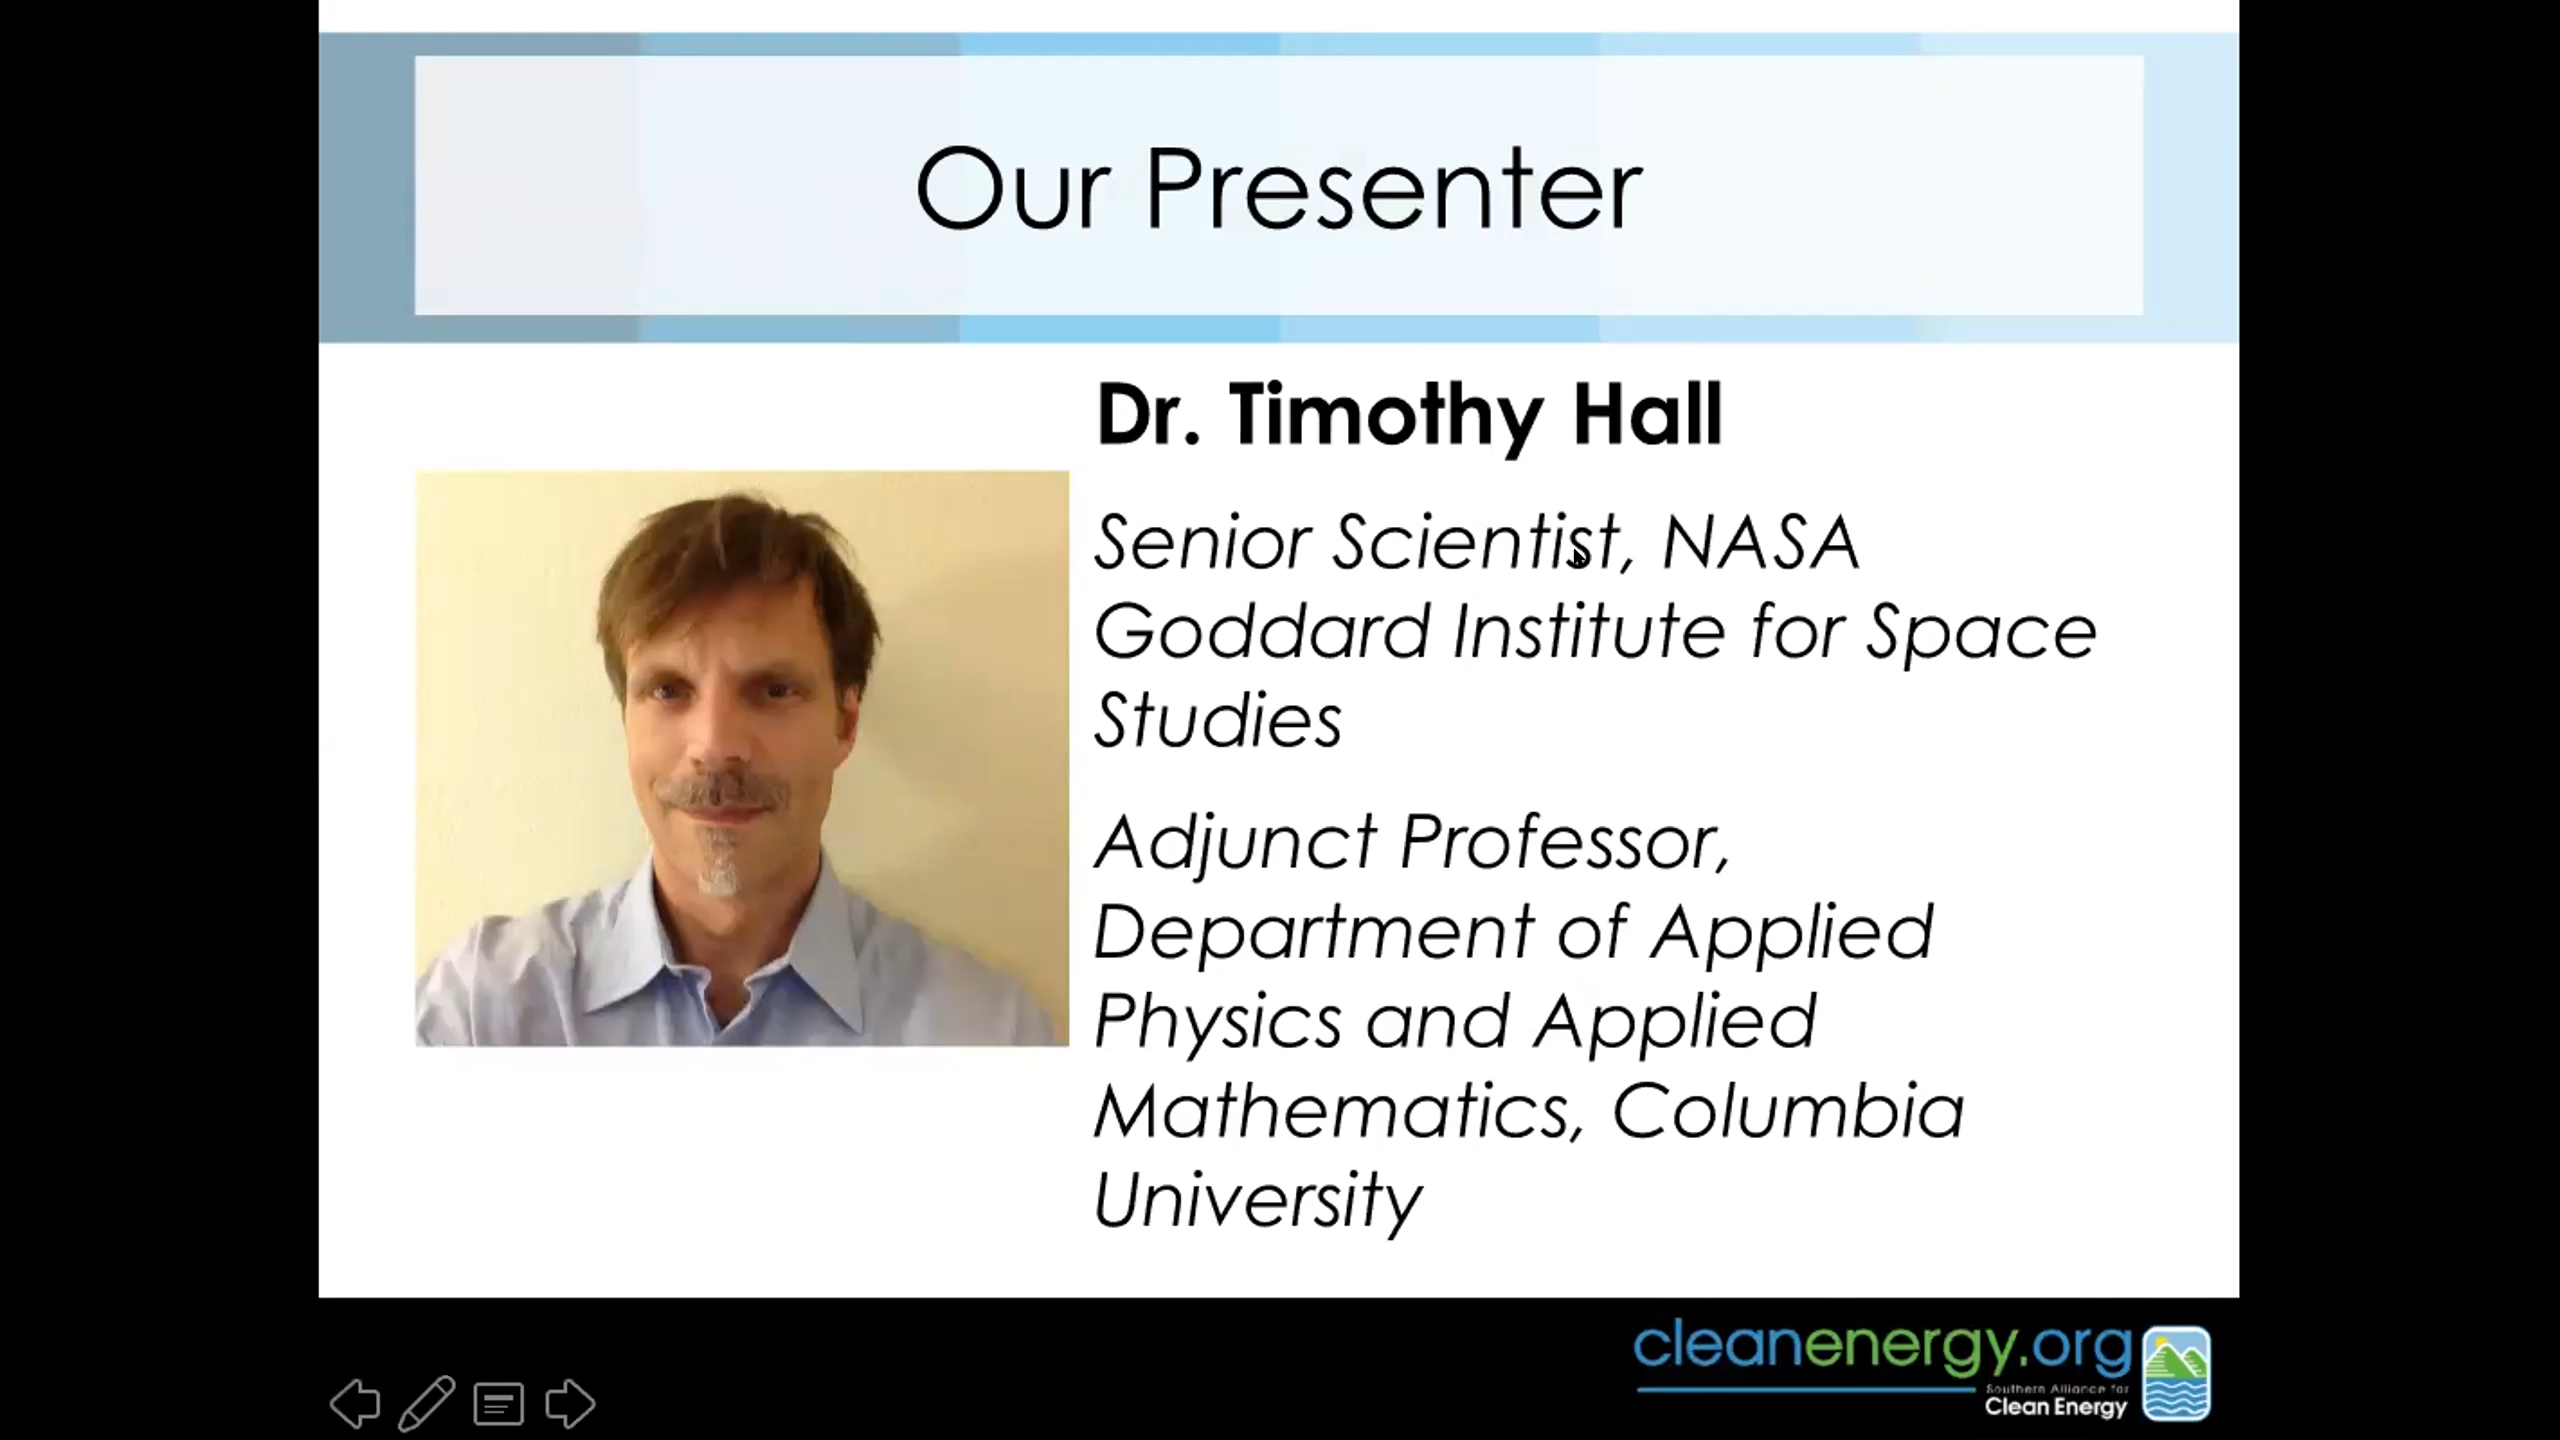 Our Presenter
Dr. Timothy Hall
Senior Scientist, NASA
Goddard Institute for Space
Studies
Adjunct Professor,
Department of Applied
Physics and Applied
Mathematics, Columbia
University
cleanenergy.org
Southern Alliance for
Clean Energy